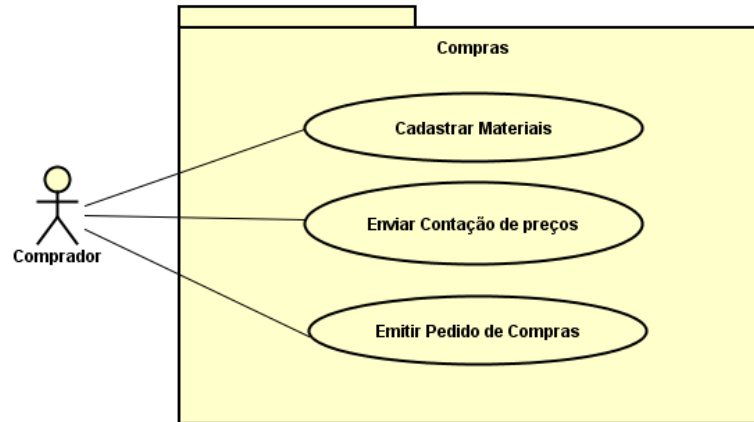 Compras
Cadastrar Materiais
Enviar Contação de preços
Comprador
Emitir Pedido de Compras